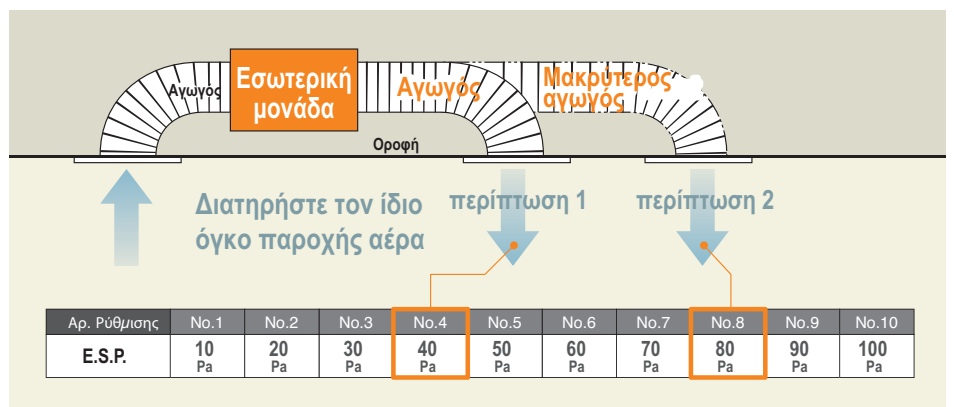 Αγωγός
Εσωτερική
μονάδα
Αγωγός
Μακρύτερος
αγωγός
Οροφή
Διατηρήστε τον ίδιο
όγκο παροχής αέρα
περίπτωση 1
περίπτωση 2
Αρ. Ρύθμισης No.1 No.2 No.3 No.4 No.5 No.6 No.7 No.8 No.9 No.10
E.S.P. 10 20 30 40 50 60 70 80 90 100
Pa Pa Pa Pa Pa Pa Pa Pa Pa Pa